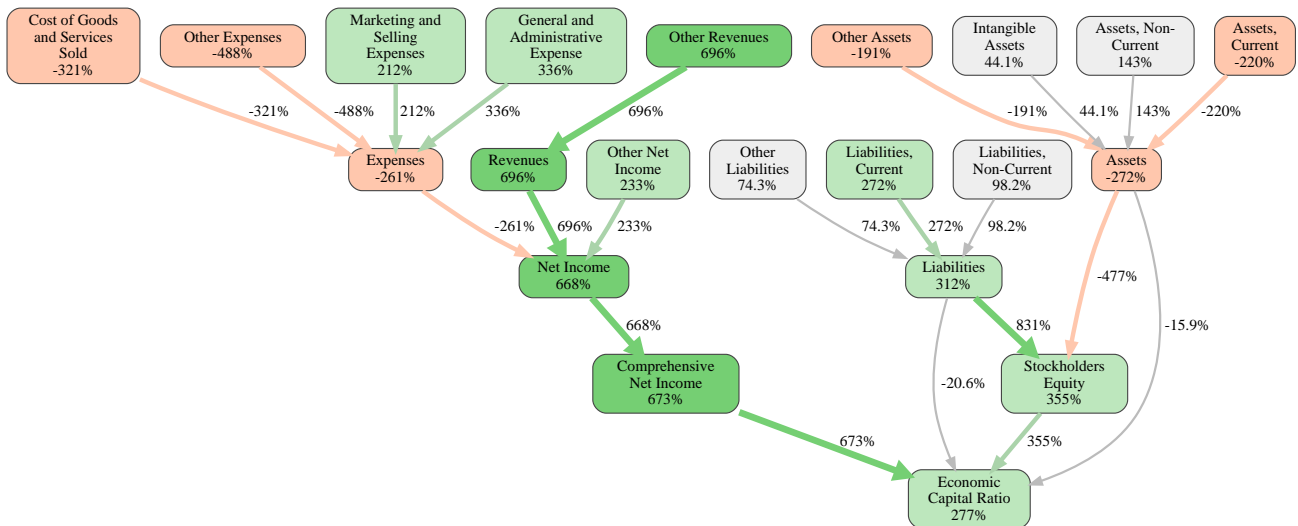 Cost of Goods
and Services
Sold
-321%
Other Expenses
-488%
Marketing and
Selling
Expenses
212%
General and
Administrative
Expense
336%
Other Revenues
696%
Other Assets
-191%
Intangible
Assets
44.1%
Assets, Non-
Current
143%
Assets,
Current
-220%
-321%
-488%
212%
336%
696%
-191%
44.1%
143%
-220%
Expenses
-261%
Revenues
696%
Other Net
Income
233%
Other
Liabilities
74.3%
Liabilities,
Current
272%
Liabilities,
Non-Current
98.2%
Assets
-272%
-261%
696%
233%
74.3%
272%
98.2%
Net Income
668%
Liabilities
312%
-477%
668%
831%
-15.9%
Comprehensive
Net Income
673%
-20.6%
Stockholders
Equity
355%
673%
355%
Economic
Capital Ratio
277%